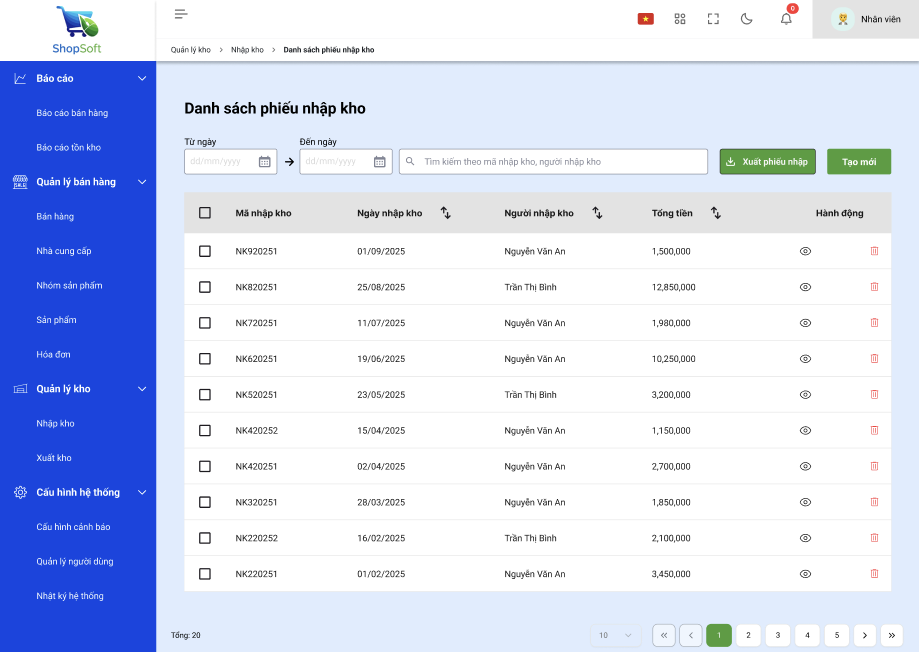 ShopSoft
8
Nhân viên
Quản lý kho > Nhập kho > Danh sách phiếu nhập kho
Báo cáo
Báo cáo bán hàng
Báo cáo tồn kho
Quản lý bán hàng
Bán hàng
Nhà cung cấp
Nhóm sản phẩm
Sản phẩm
Hóa đơn
Quản lý kho
Nhập kho
Xuất kho
Cấu hình hệ thống
Cấu hình cảnh báo
Quản lý người dùng
Nhật ký hệ thống
Danh sách phiếu nhập kho
Từ ngày Đến ngày
dd/mm/yyyy dd/mm/yyyy Tìm kiếm theo mã nhập kho, người nhập kho Xuất phiếu nhập Tạo mới
Mã nhập kho Ngày nhập kho Người nhập kho Tổng tiền Hành động
NK920251 01/09/2025 Nguyễn Văn An 1,500,000
NK820251 25/08/2025 Trần Thị Bình 12,850,000
NK720251 11/07/2025 Nguyễn Văn An 1,980,000
NK620251 19/06/2025 Nguyễn Văn An 10,250,000
NK520251 23/05/2025 Trần Thị Bình 3,200,000
NK420252 15/04/2025 Nguyễn Văn An 1,150,000
NK420251 02/04/2025 Nguyễn Văn An 2,700,000
NK320251 28/03/2025 Nguyễn Văn An 1,850,000
NK220252 16/02/2025 Trần Thị Bình 2,100,000
NK220251 01/02/2025 Nguyễn Văn An 3,450,000
Tổng: 20 10 « < 1 2 3 4 5 > »